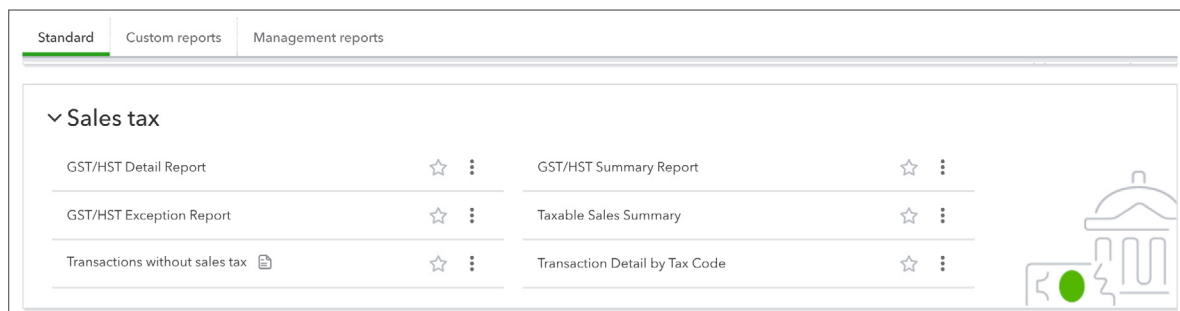 Standard Custom reports Management reports
Sales tax
GST/HST Detail Report GST/HST Summary Report
GST/HST Exception Report Taxable Sales Summary
Transactions without sales tax Transaction Detail by Tax Code